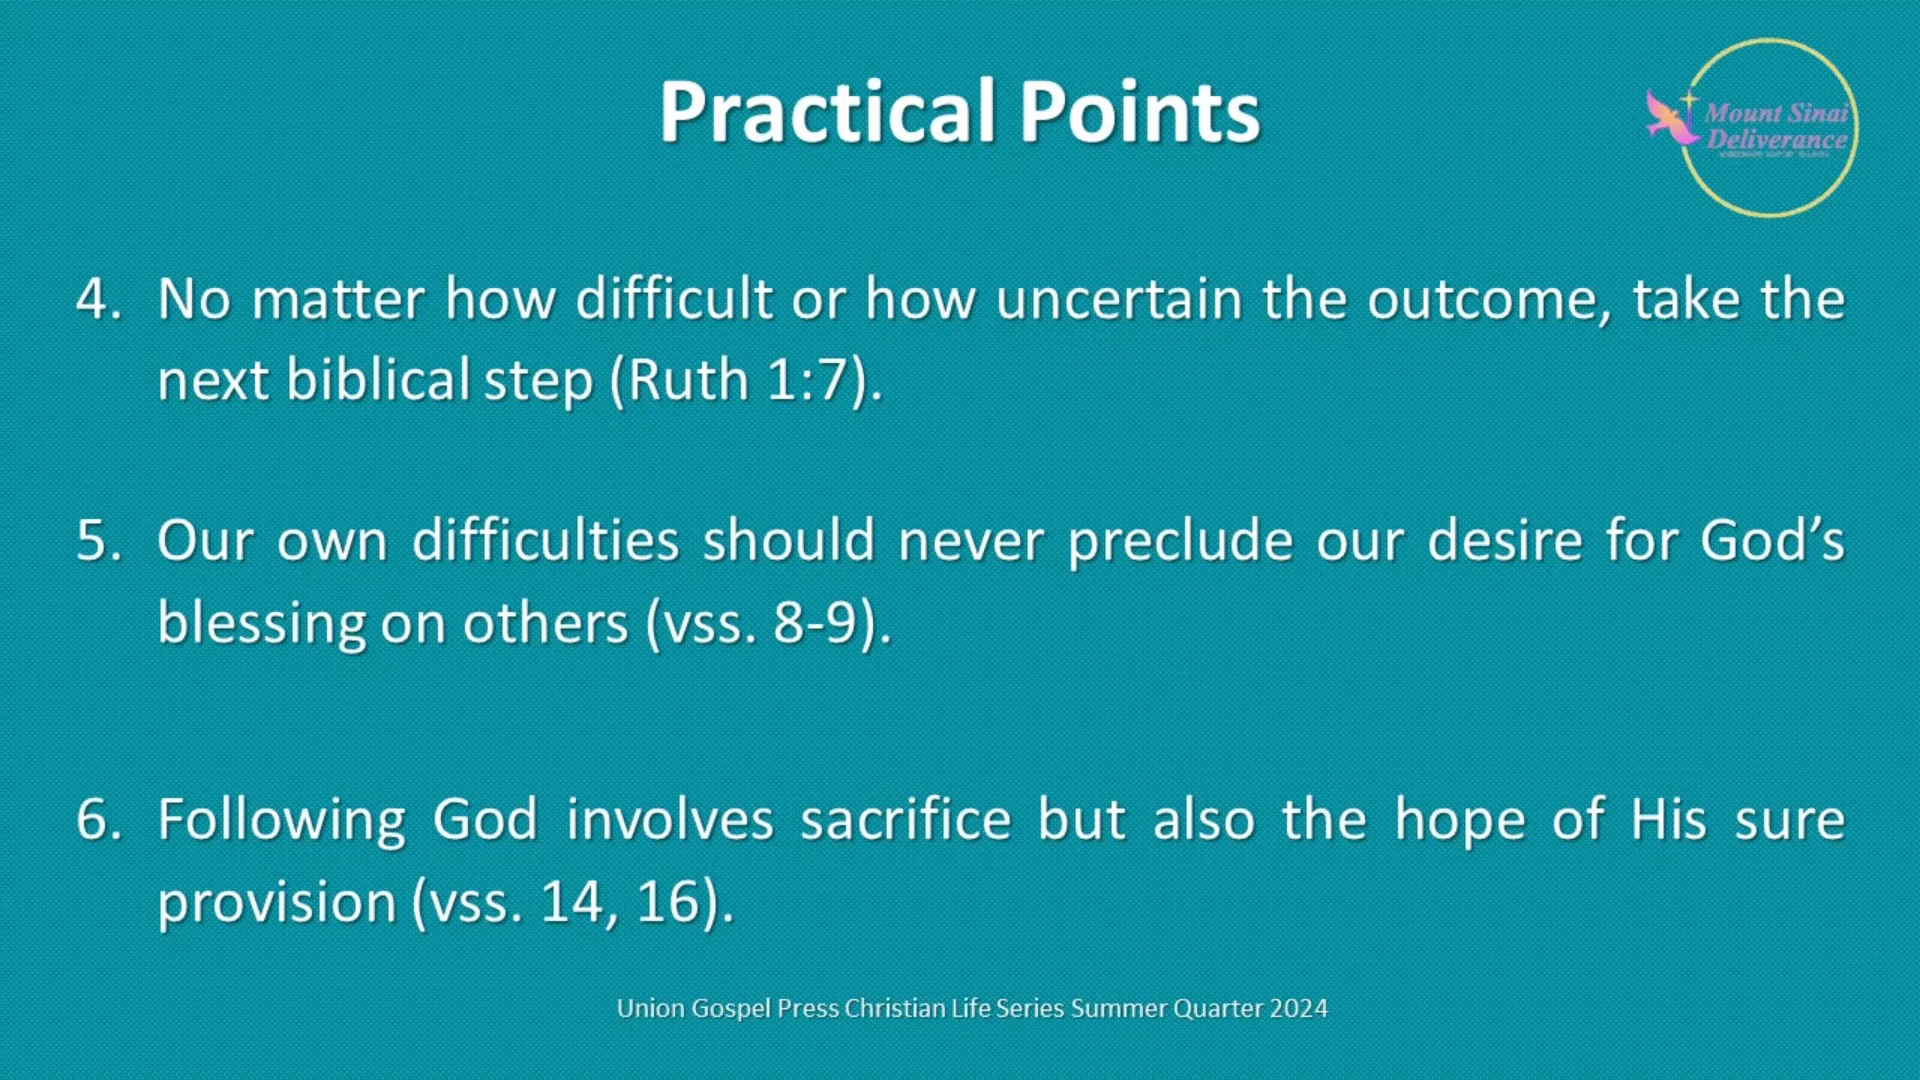 Practical Points
Mount Sinai
Deliverance
4. No matter how difficult or how uncertain the outcome, take the
next biblical step (Ruth 1:7).
5. Our own difficulties should never preclude our desire for God’s
blessing on others (vss. 8-9).
6. Following God involves sacrifice but also the hope of His sure
provision (vss. 14, 16).
Union Gospel Press Christian Life Series Summer Quarter 2024